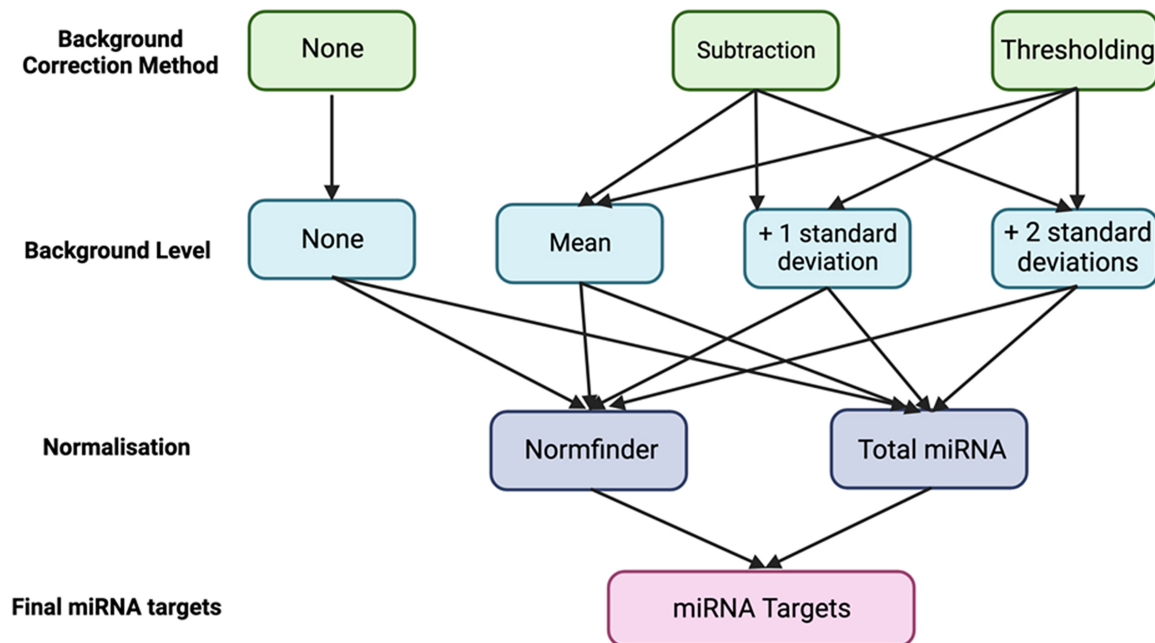 Background
Correction Method
None
Subtraction
Thresholding
Background Level
None
Mean
+ 1 standard
deviation
+ 2 standard
deviations
Normalisation
Normfinder
Total miRNA
Final miRNA targets
miRNA Targets